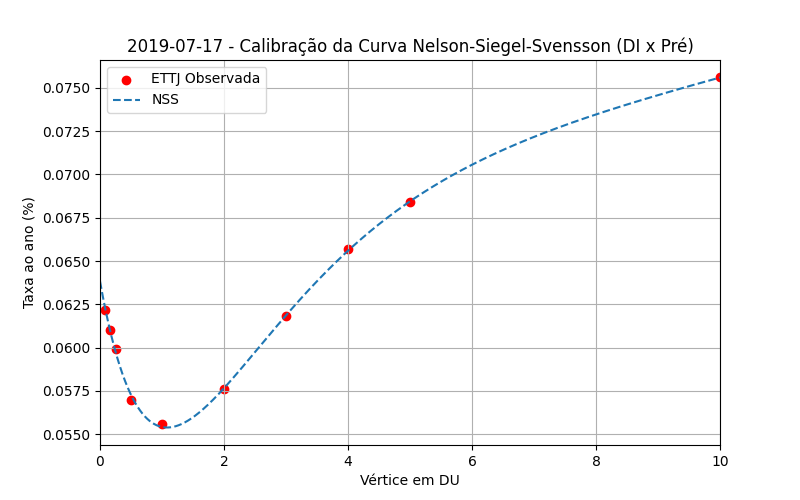 2019-07-17 - Calibração da Curva Nelson-Siegel-Svensson (DI x Pré)
ETTJ Observada
NSS
Taxa ao ano (%)
0.0750
0.0725
0.0700
0.0675
0.0650
0.0625
0.0600
0.0575
0.0550
0 2 4 6 8 10
Vértice em DU